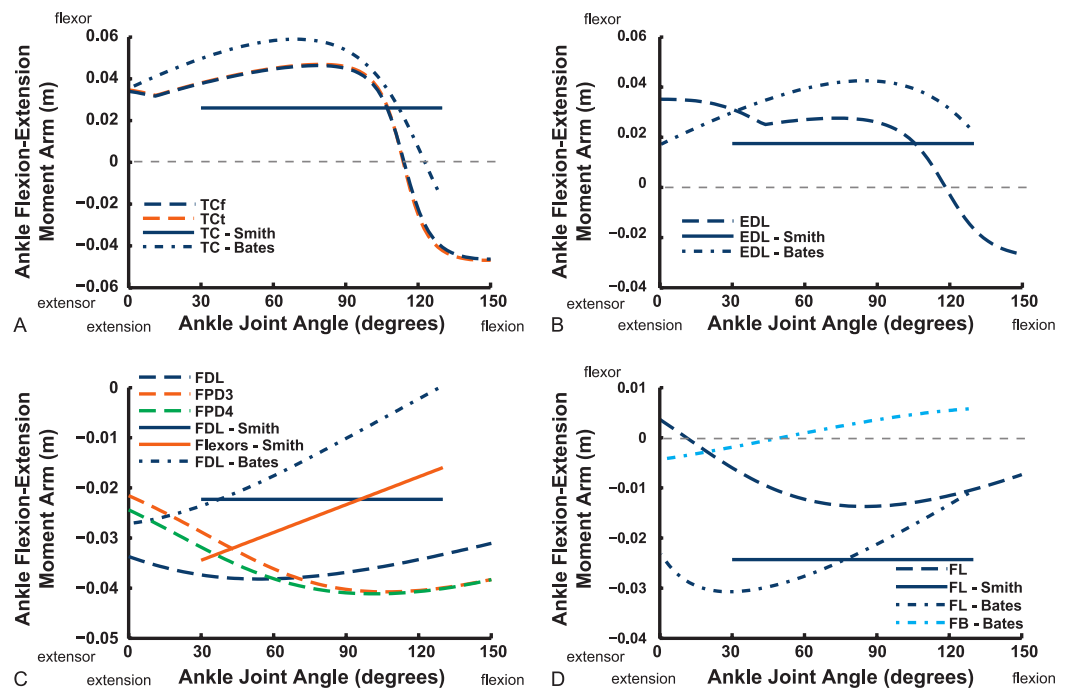 flexor
0.06
0.04
0.02
0
−0.02
−0.04
−0.06
Ankle Flexion-Extension
Moment Arm (m)
TCf
TCt
TC - Smith
TC - Bates
extensor
0 30 60 90 120 150
A
extension
Ankle Joint Angle (degrees)
flexion
flexor
0.06
0.04
0.02
0
−0.02
−0.04
Ankle Flexion-Extension
Moment Arm (m)
EDL
EDL - Smith
EDL - Bates
extensor
0 30 60 90 120 150
B
extension
Ankle Joint Angle (degrees)
flexion
0
−0.01
−0.02
−0.03
−0.04
−0.05
Ankle Flexion-Extension
Moment Arm (m)
FDL
FPD3
FPD4
FDL - Smith
Flexors - Smith
FDL - Bates
extensor
0 30 60 90 120 150
C
extension
Ankle Joint Angle (degrees)
flexion
flexor
0.01
0
−0.01
−0.02
−0.03
−0.04
Ankle Flexion-Extension
Moment Arm (m)
FL
FL - Smith
FL - Bates
FB - Bates
extensor
0 30 60 90 120 150
D
extension
Ankle Joint Angle (degrees)
flexion